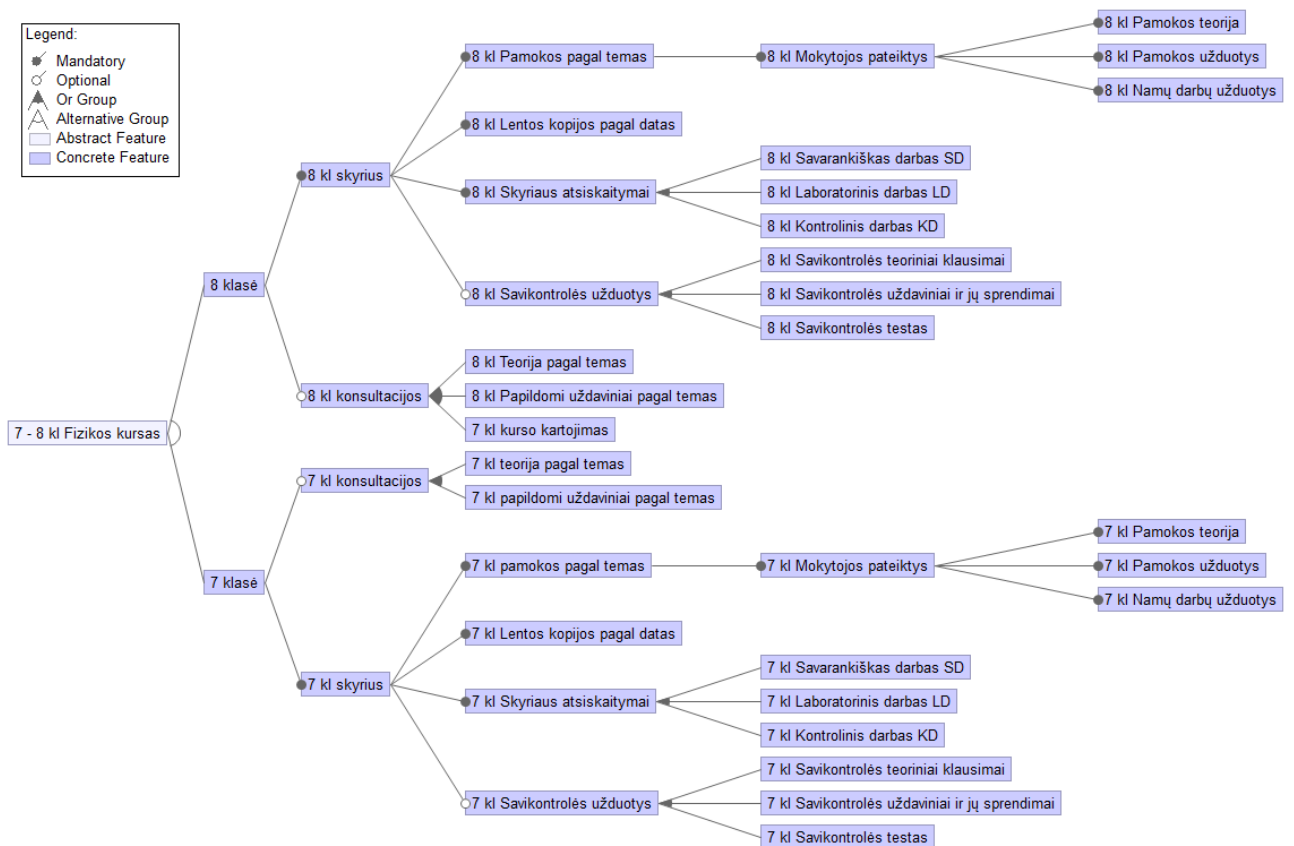 Legend:
Mandatory
Optional
Or Group
Alternative Group
Abstract Feature
Concrete Feature
7 - 8 kl Fizikos kursas
8 klasė
8 kl skyrius
8 kl Pamokos pagal temas
8 kl Mokytojos pateiktys
8 kl Pamokos teorija
8 kl Pamokos užduotys
8 kl Namų darbų užduotys
8 kl Lentos kopijos pagal datas
8 kl Skyriaus atsiskaitymai
8 kl Savarankiškas darbas SD
8 kl Laboratorinis darbas LD
8 kl Kontrolinis darbas KD
8 kl Savikontrolės užduotys
8 kl Savikontrolės teoriniai klausimai
8 kl Savikontrolės uždaviniai ir jų sprendimai
8 kl Savikontrolės testas
8 kl konsultacijos
8 kl Teorija pagal temas
8 kl Papildomi uždaviniai pagal temas
7 kl kurso kartojimas
7 klasė
7 kl konsultacijos
7 kl teorija pagal temas
7 kl papildomi uždaviniai pagal temas
7 kl skyrius
7 kl pamokos pagal temas
7 kl Mokytojos pateiktys
7 kl Pamokos teorija
7 kl Pamokos užduotys
7 kl Namų darbų užduotys
7 kl Lentos kopijos pagal datas
7 kl Skyriaus atsiskaitymai
7 kl Savarankiškas darbas SD
7 kl Laboratorinis darbas LD
7 kl Kontrolinis darbas KD
7 kl Savikontrolės užduotys
7 kl Savikontrolės teoriniai klausimai
7 kl Savikontrolės uždaviniai ir jų sprendimai
7 kl Savikontrolės testas